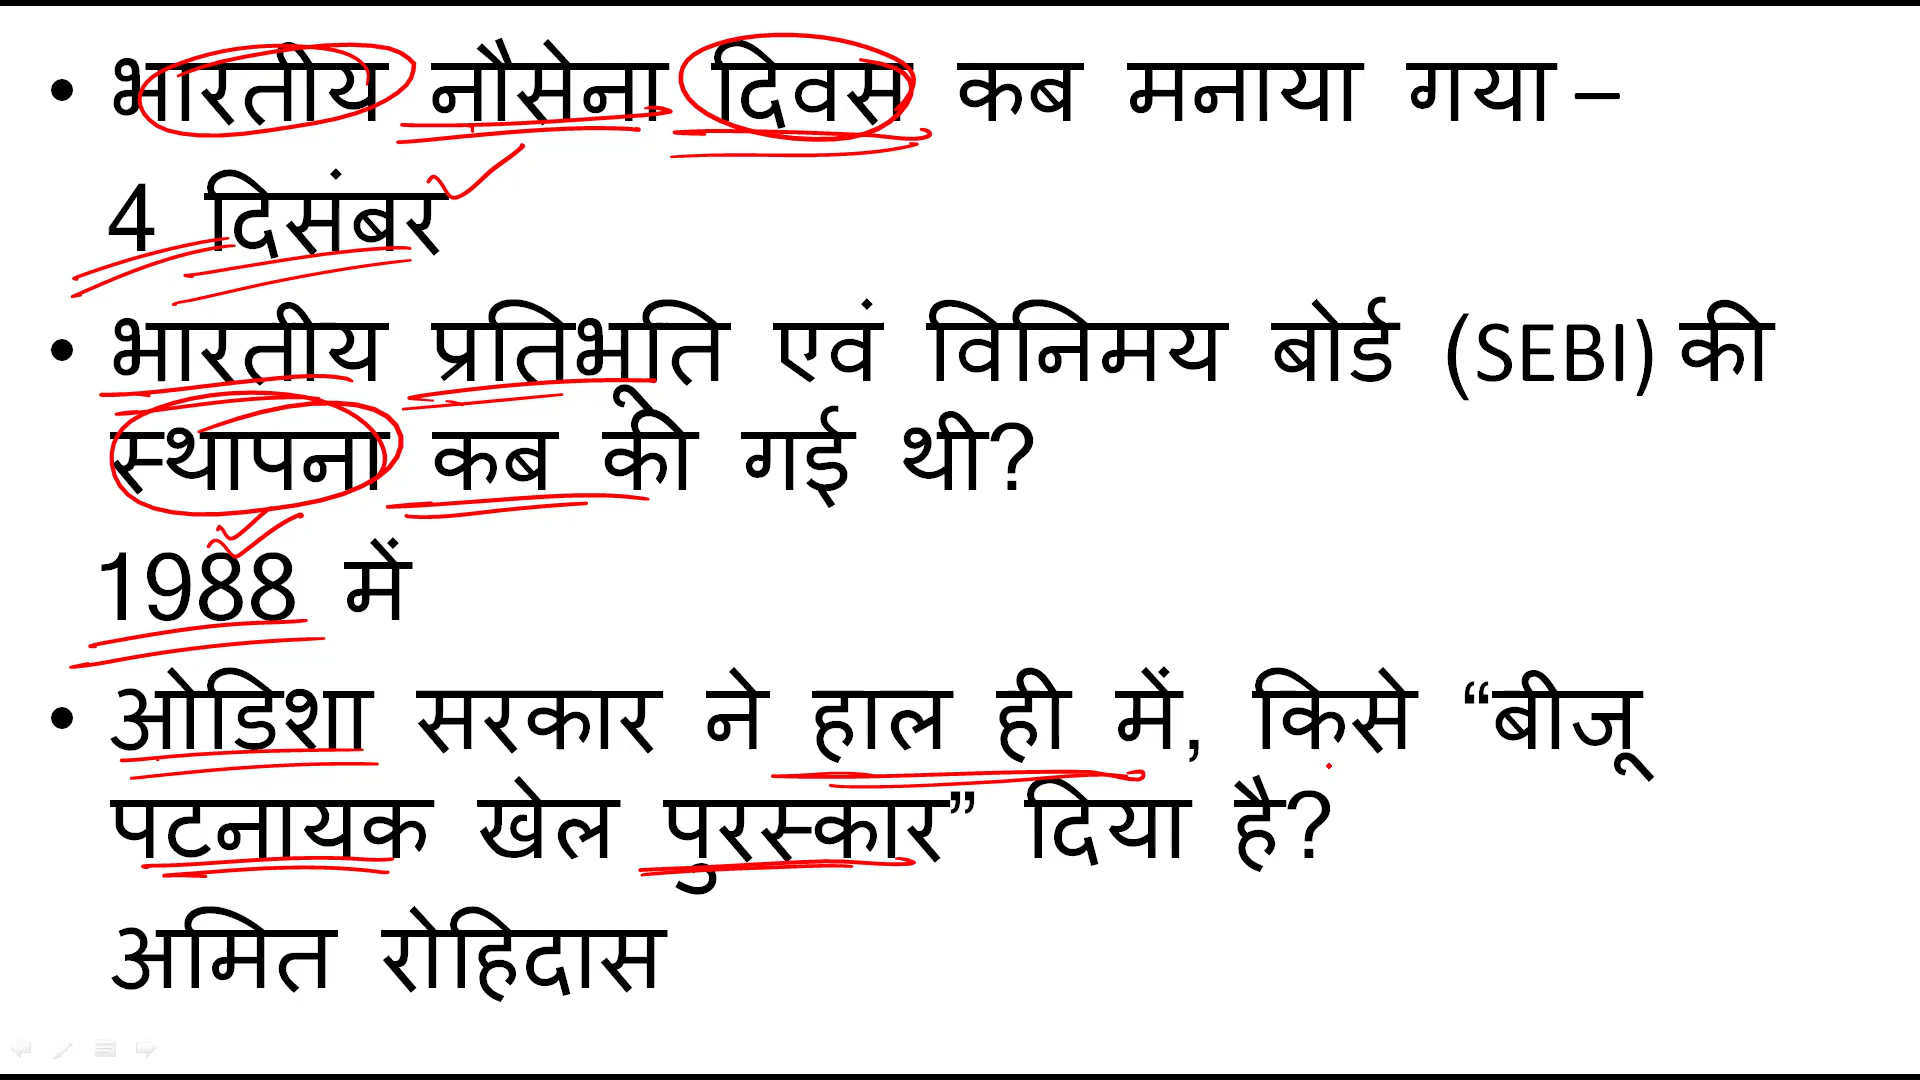 • भारतीय नौसेना दिवस कब मनाया गया –
4 दिसंबर
• भारतीय प्रतिभूति एवं विनिमय बोर्ड (SEBI) की
स्थापना कब की गई थी?
1988 में
• ओडिशा सरकार ने हाल ही में, किसे “बीजू
पटनायक खेल पुरस्कार” दिया है?
अमित रोहिदास